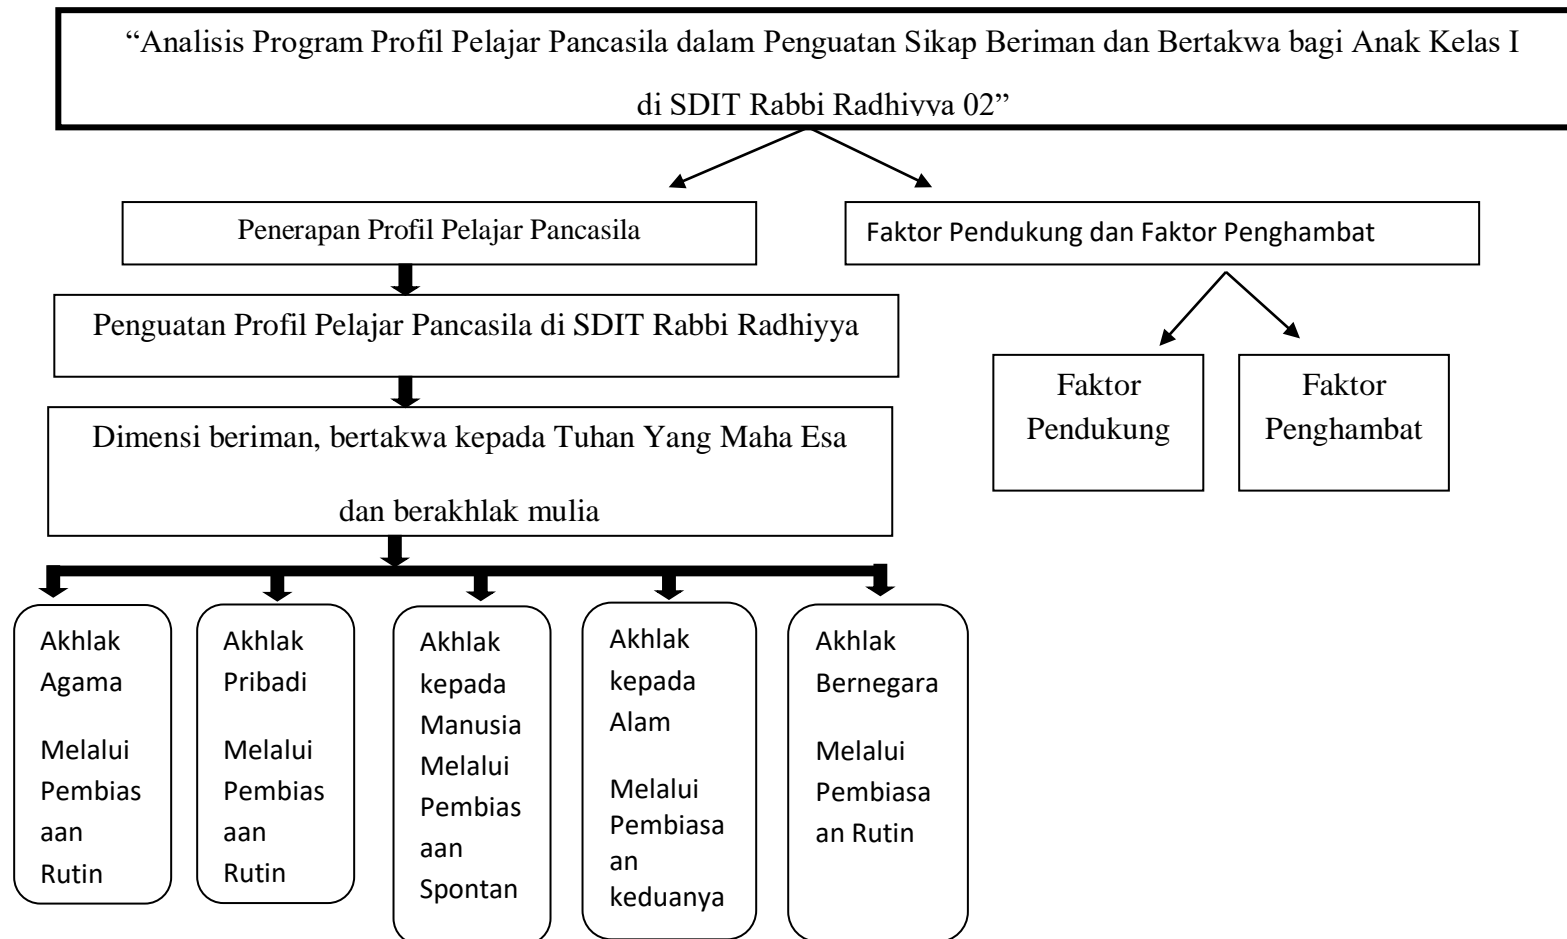 “Analisis Program Profil Pelajar Pancasila dalam Penguatan Sikap Beriman dan Bertakwa bagi Anak Kelas I
di SDIT Rabbi Radhiyya 02”
Penerapan Profil Pelajar Pancasila
Faktor Pendukung dan Faktor Penghambat
Penguatan Profil Pelajar Pancasila di SDIT Rabbi Radhiyya
Faktor
Pendukung
Faktor
Penghambat
Dimensi beriman, bertakwa kepada Tuhan Yang Maha Esa
dan berakhlak mulia
Akhlak
Agama
Melalui
Pembias
aan
Rutin
Akhlak
Pribadi
Melalui
Pembias
aan
Rutin
Akhlak
kepada
Manusia
Melalui
Pembias
aan
Spontan
Akhlak
kepada
Alam
Melalui
Pembiasa
an
keduanya
Akhlak
Bernegara
Melalui
Pembiasa
an Rutin